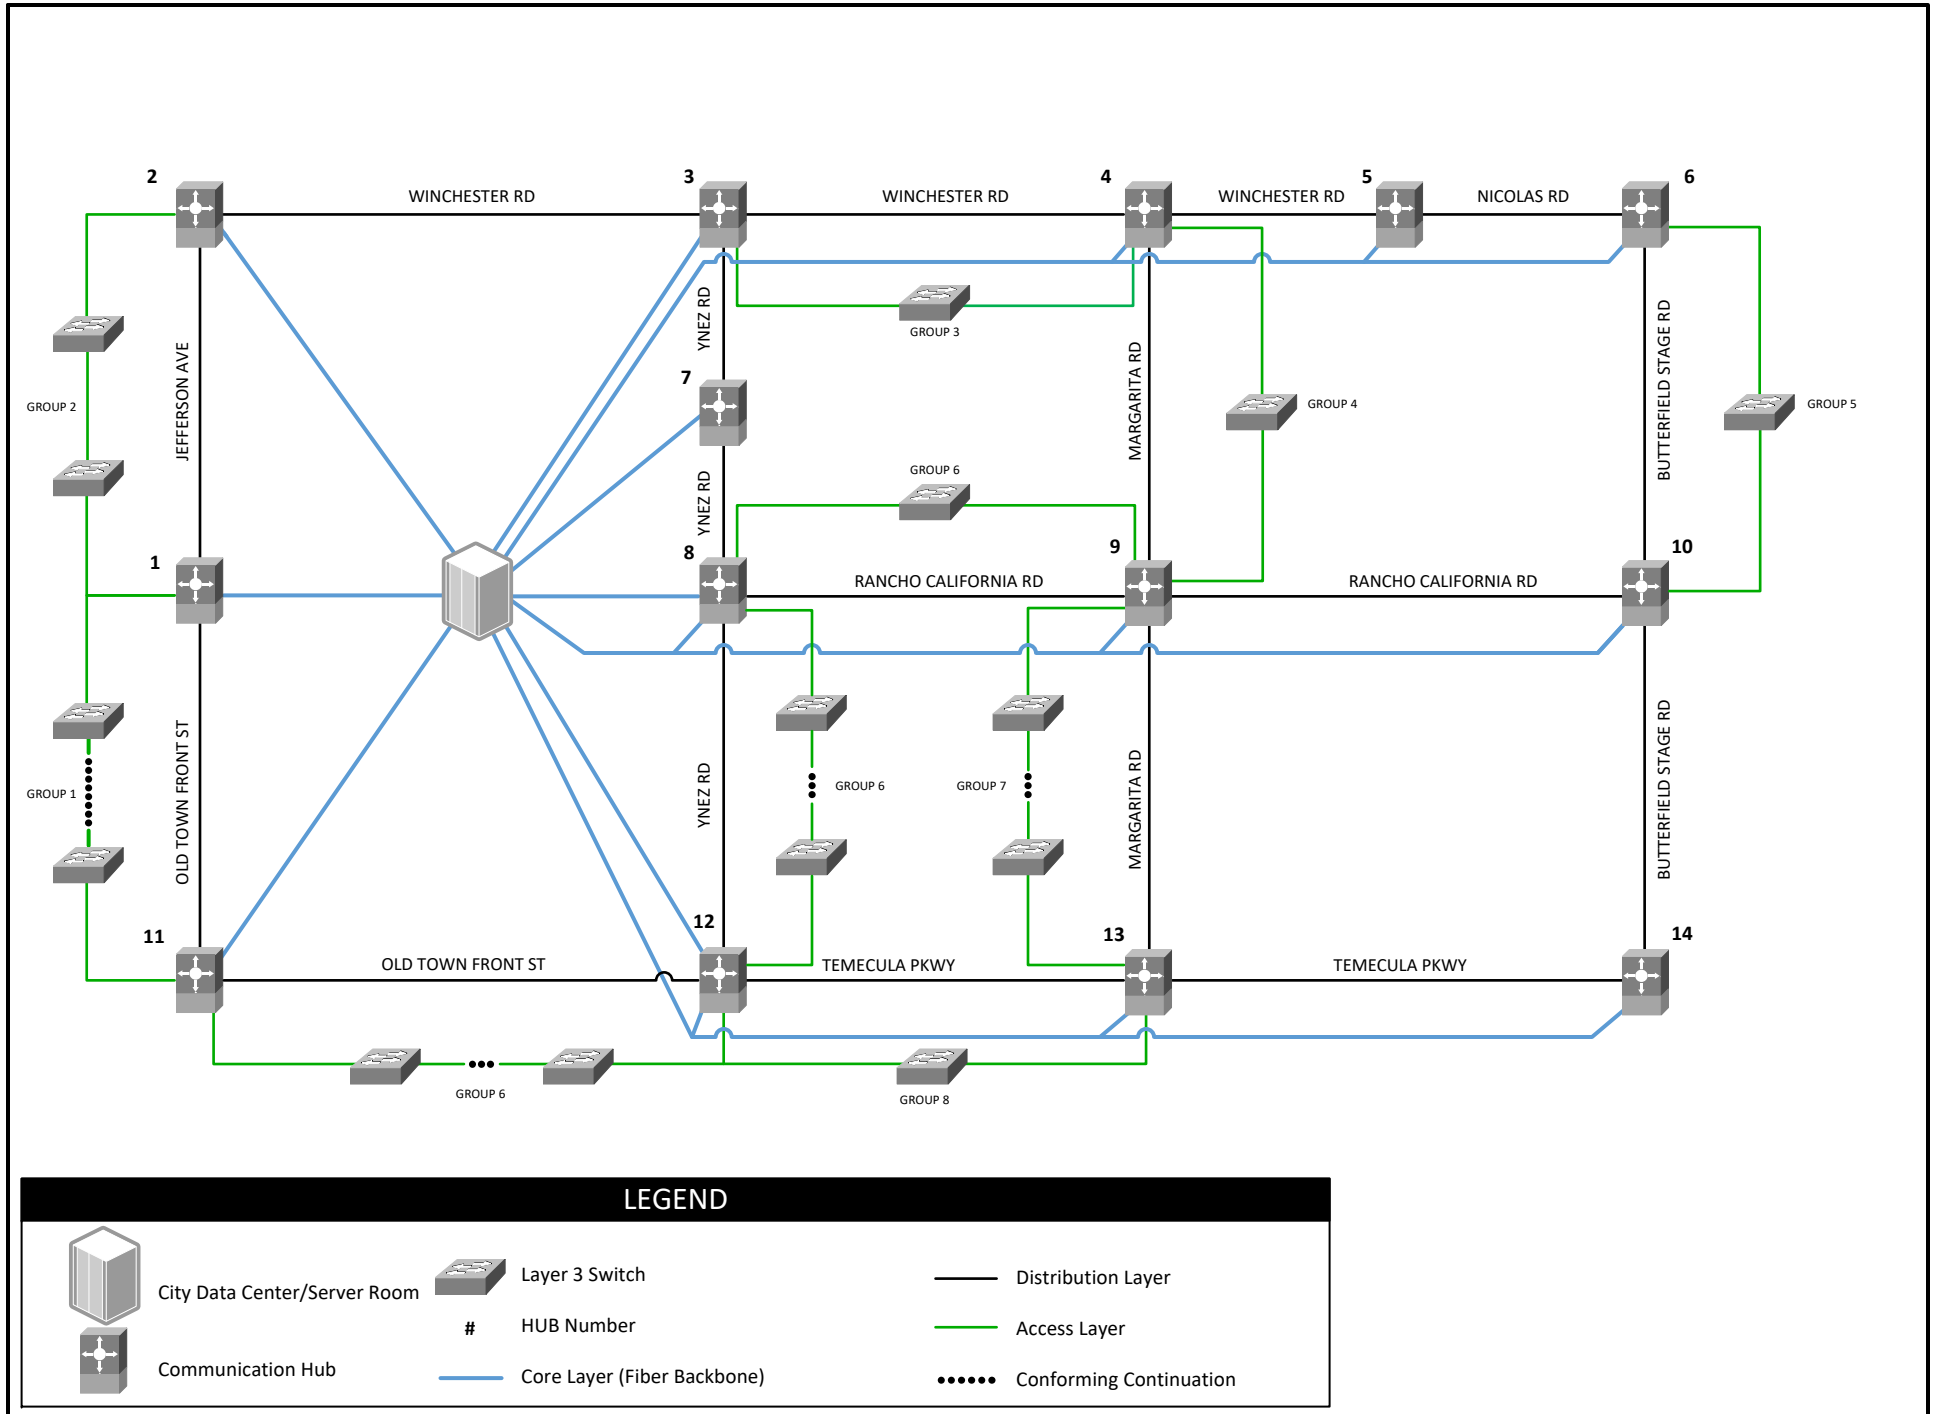 2
3
4
5
6
WINCHESTER RD
WINCHESTER RD
WINCHESTER RD
NICOLAS RD
GROUP 3
YNEZ RD
JEFFERSON AVE
MARGARITA RD
BUTTERFIELD STAGE RD
7
GROUP 2
GROUP 4
GROUP 5
GROUP 6
YNEZ RD
1
8
9
10
RANCHO CALIFORNIA RD
RANCHO CALIFORNIA RD
GROUP 1
OLD TOWN FRONT ST
YNEZ RD
GROUP 6
GROUP 7
MARGARITA RD
BUTTERFIELD STAGE RD
11
12
13
14
OLD TOWN FRONT ST
TEMECULA PKWY
TEMECULA PKWY
GROUP 6
GROUP 8
LEGEND
City Data Center/Server Room
Layer 3 Switch
Distribution Layer
# HUB Number
Access Layer
Communication Hub
Core Layer (Fiber Backbone)
Conforming Continuation